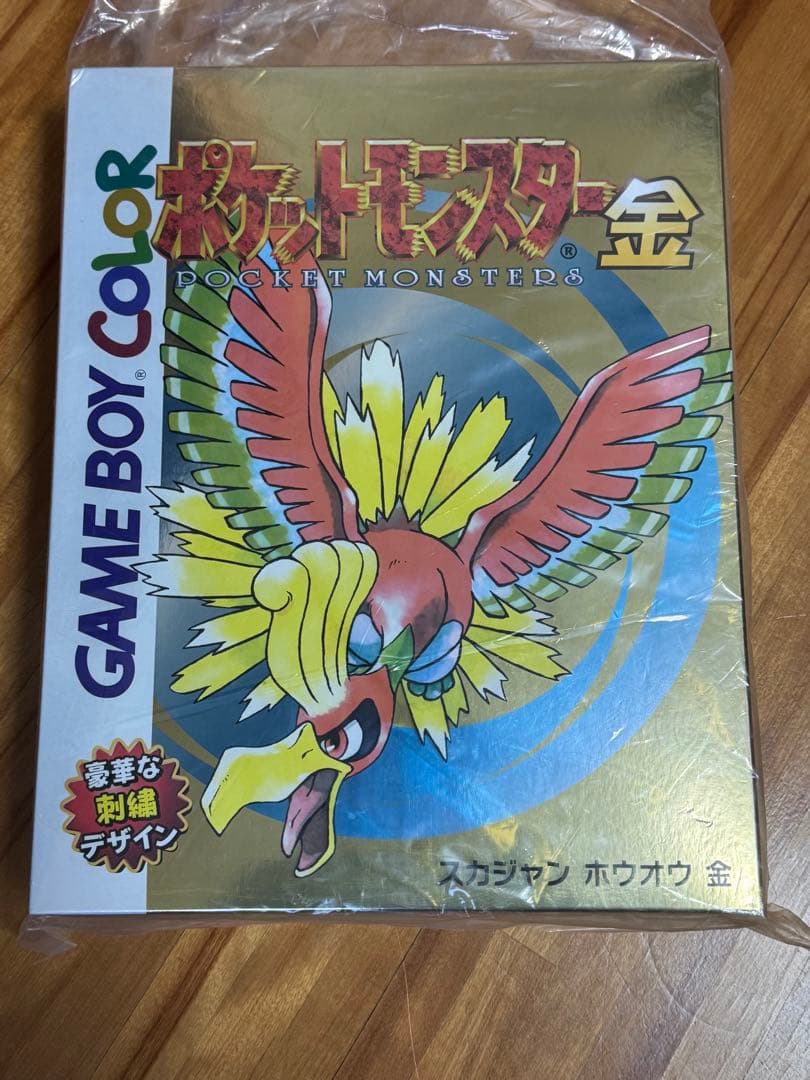 ポケットモンスター®金
POCKET MONSTERS
GAME BOY® COLOR
豪華な
刺繍
デザイン
スカジャン ホウオウ 金